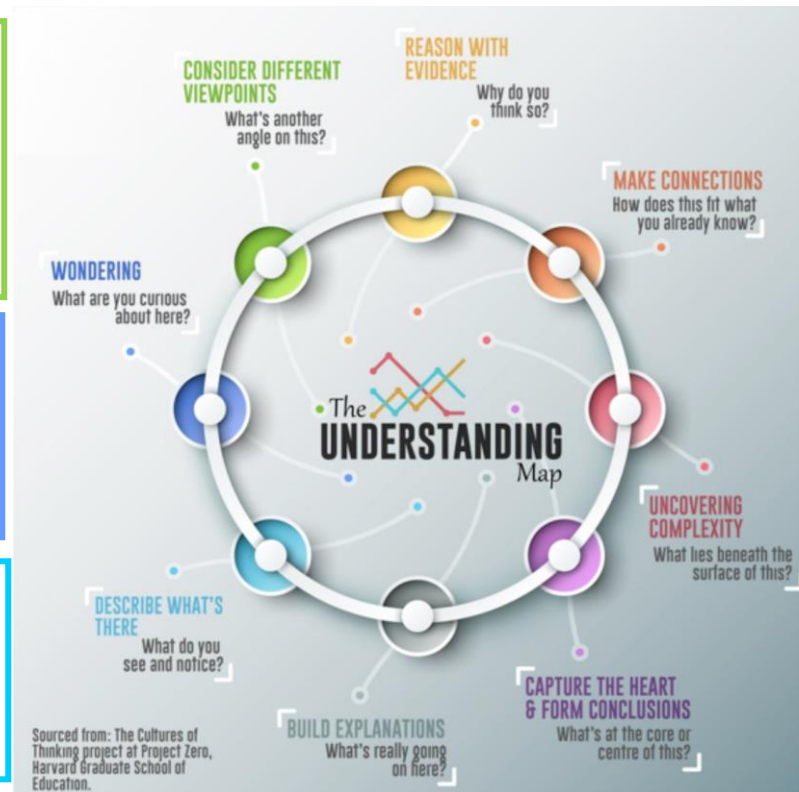 REASON WITH
EVIDENCE
Why do you
think so?
CONSIDER DIFFERENT
VIEWPOINTS
What's another
angle on this?
MAKE CONNECTIONS
How does this fit what
you already know?
WONDERING
What are you curious
about here?
The
UNDERSTANDING
Map
UNCOVERING
COMPLEXITY
What lies beneath the
surface of this?
DESCRIBE WHAT'S
THERE
What do you
see and notice?
CAPTURE THE HEART
& FORM CONCLUSIONS
What's at the core or
centre of this?
BUILD EXPLANATIONS
What's really going
on here?
Sourced from: The Cultures of
Thinking project at Project Zero,
Harvard Graduate School of
Education.